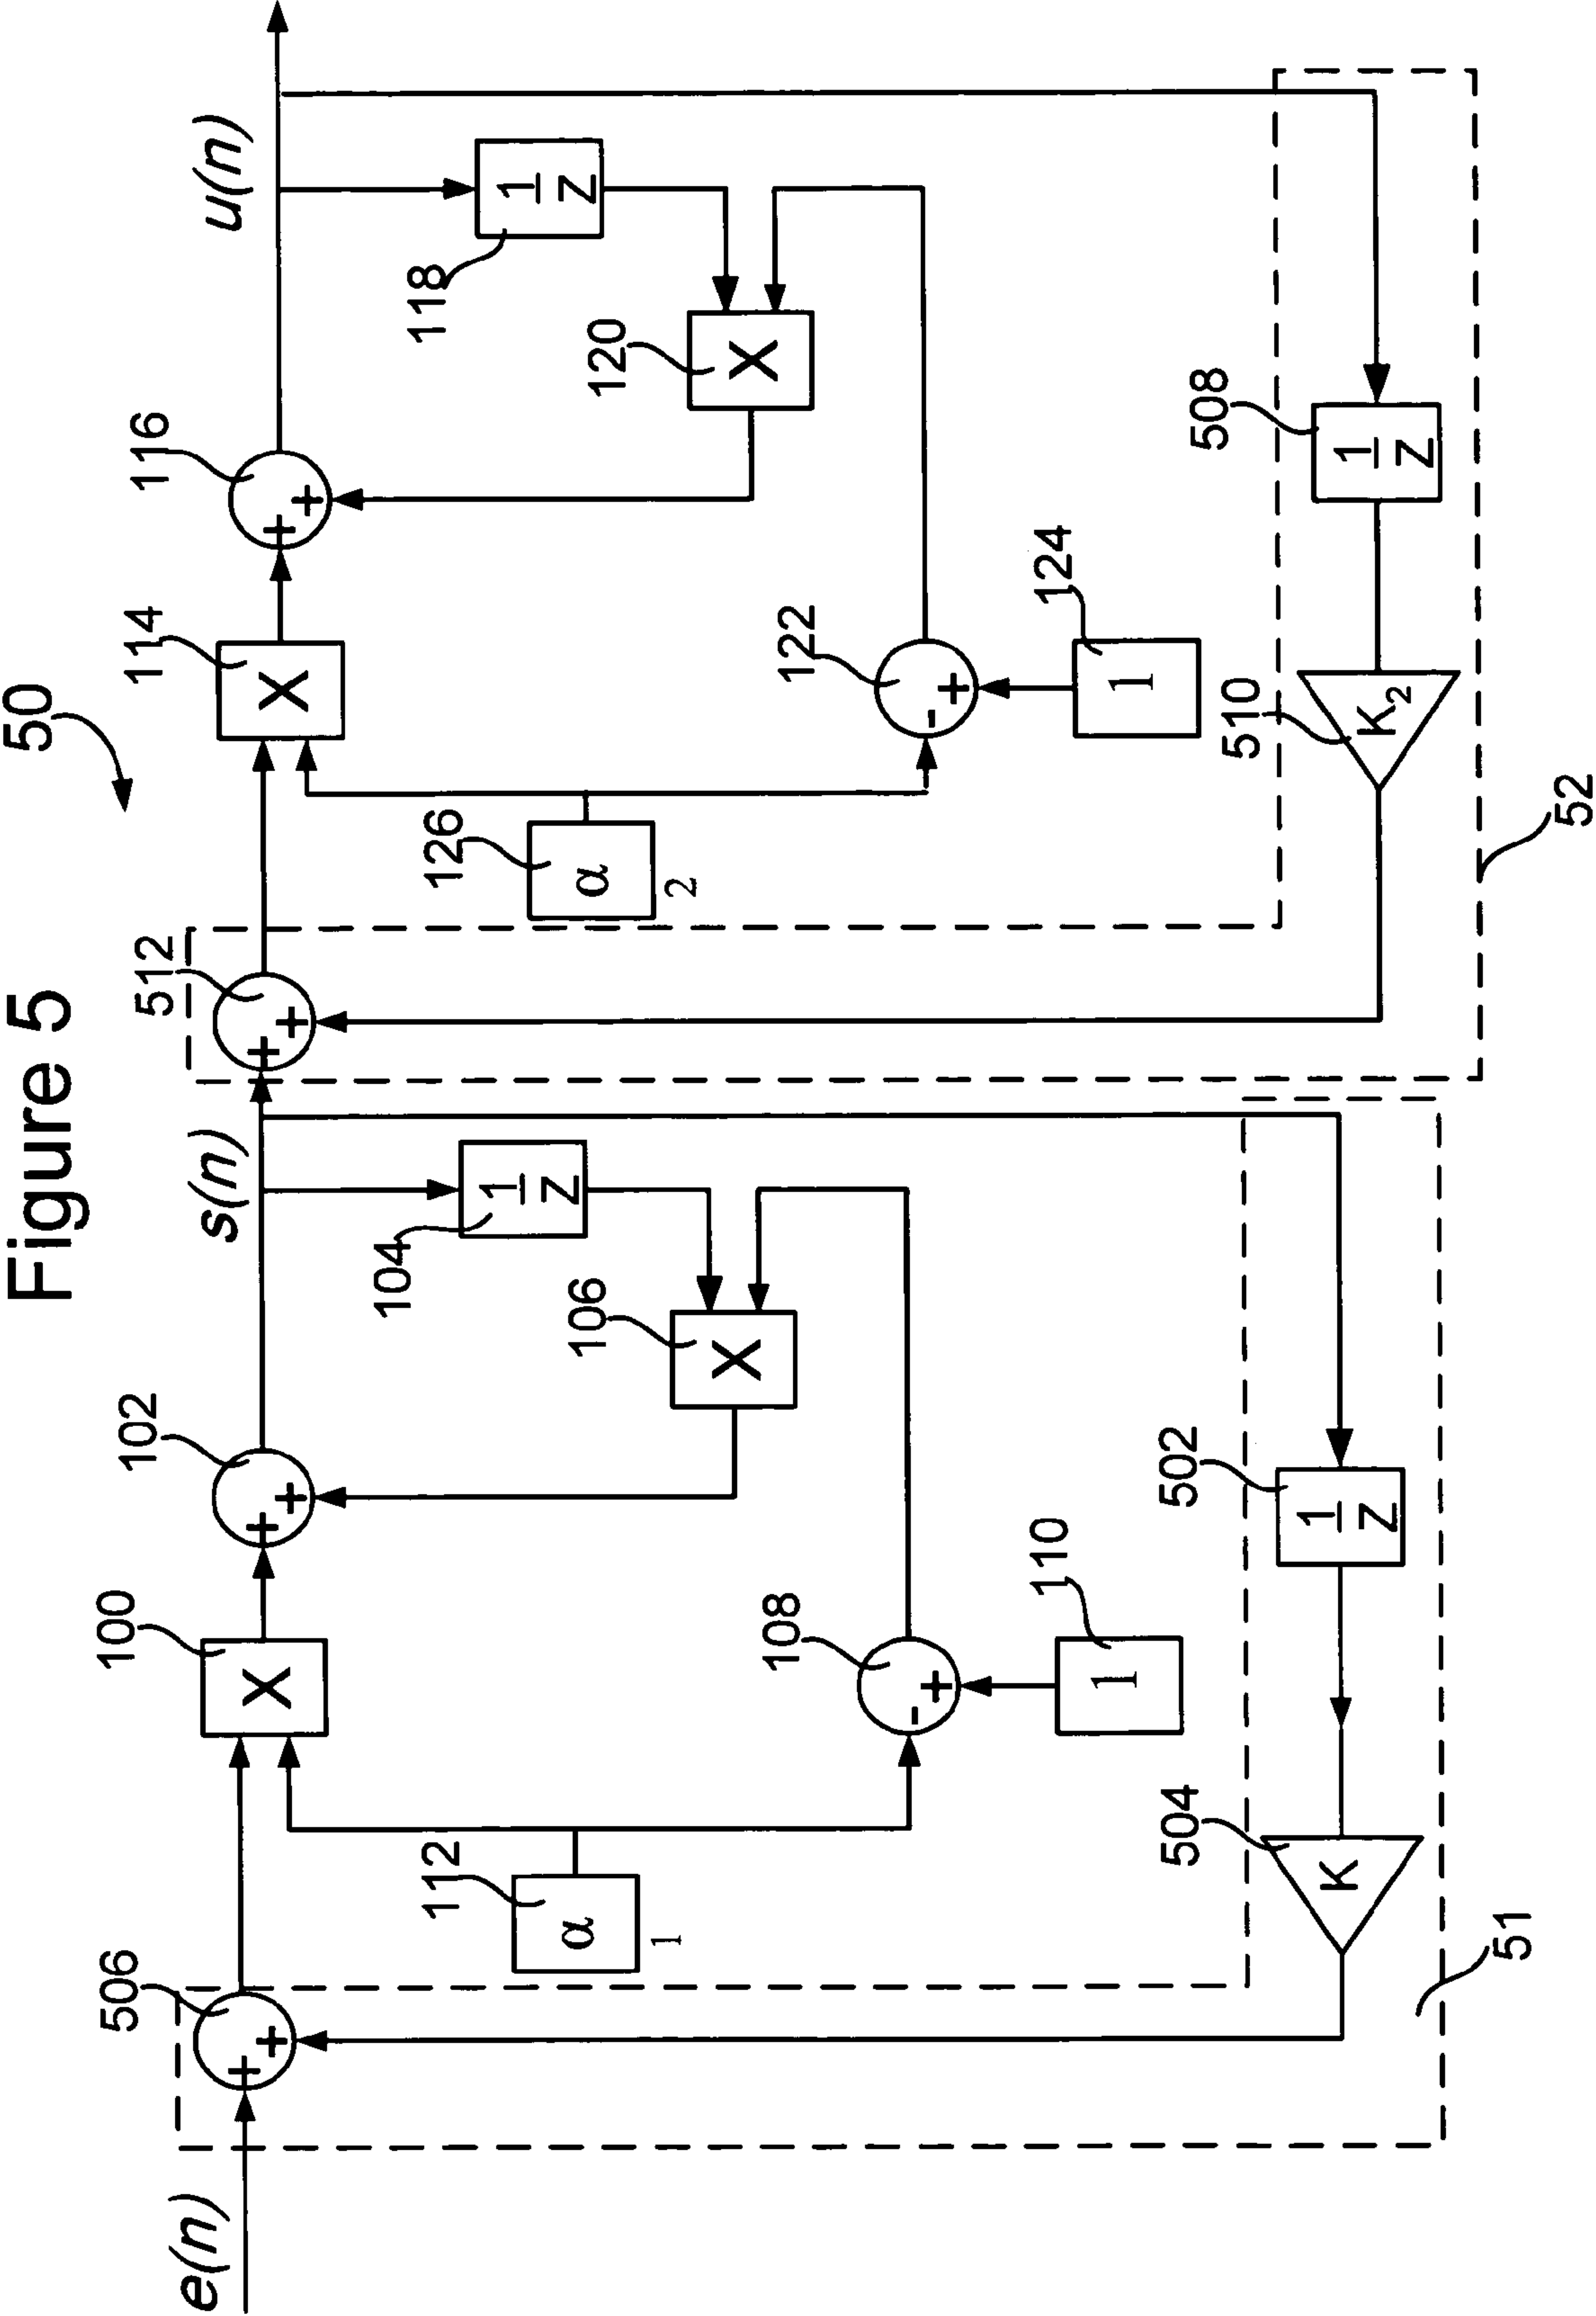 Figure 5
50
e(n)
506
+
+
100
X
102
+
+
s(n)
104
1
z
106
X
108
-
+
110
1
112
α
1
502
1
z
504
K
51
512
+
+
114
X
116
+
+
u(n)
118
1
z
120
X
122
-
+
124
1
126
α
2
508
1
z
510
K₂
52